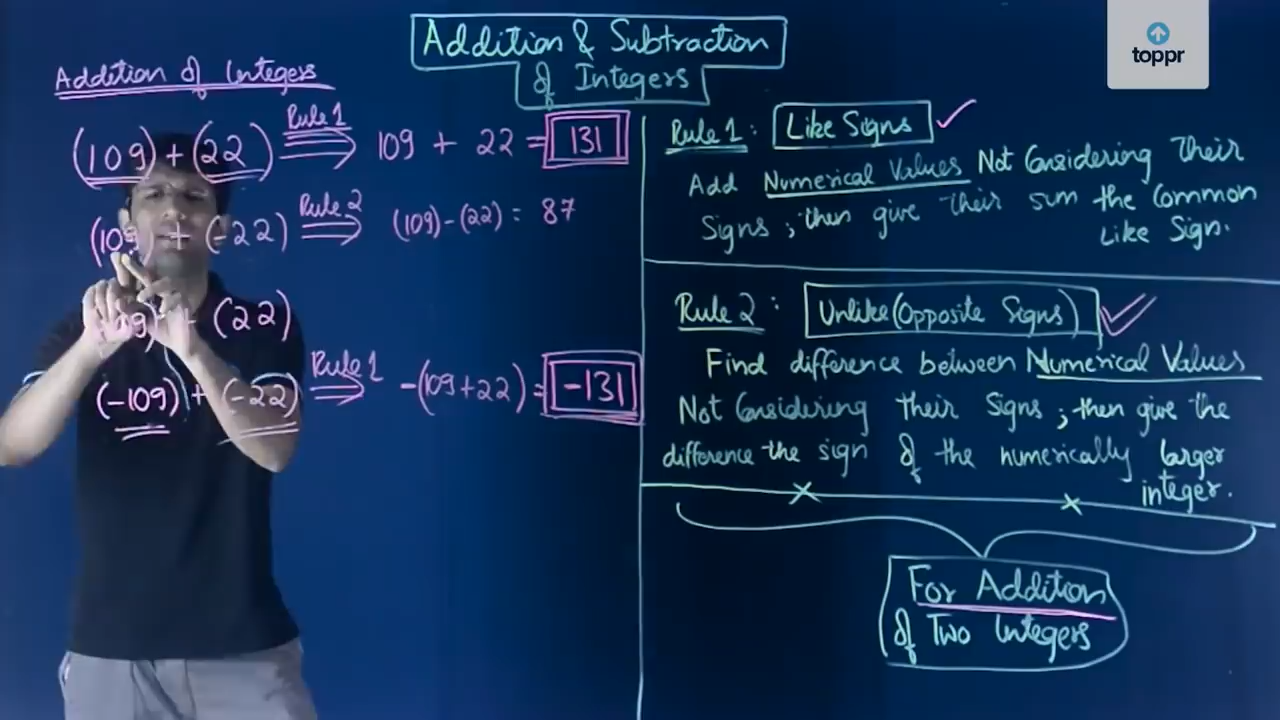 Addition & Subtraction
of Integers
toppr
Addition of Integers
(109) + (22) Rule 1 ⟹ 109 + 22 = 131
(109) + (-22) Rule 2 ⟹ (109)-(22) = 87
+ (22)
(-109) + (-22) Rule 1 ⟹ -(109+22) = -131
Rule 1: Like Signs ✓
Add Numerical Values Not Considering Their
Signs ; then give their sum the Common
Like Sign.
Rule 2: Unlike (Opposite Signs) ✓
Find difference between Numerical Values
Not Considering their Signs ; then give the
difference the sign of the numerically larger
integer.
For Addition
of Two Integers